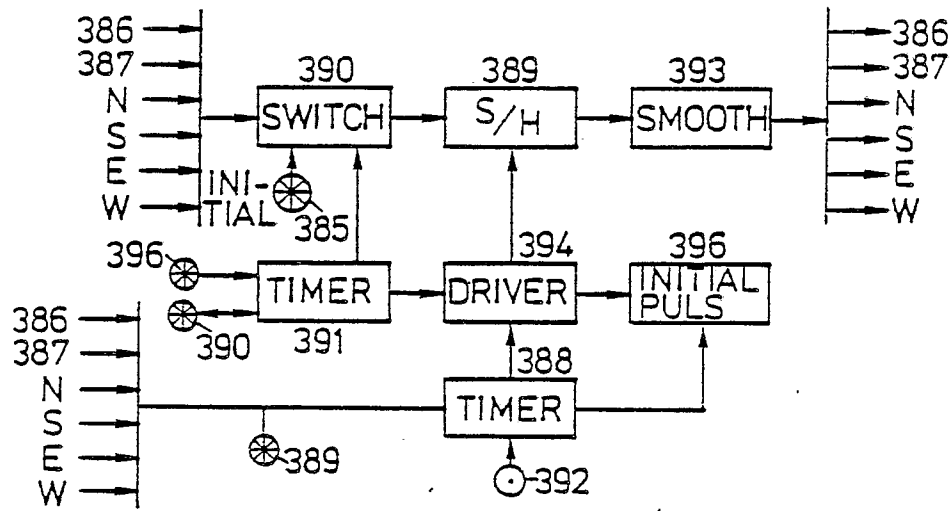 386
387
N
S
E
W
390
SWITCH
389
S/H
393
SMOOTH
386
387
N
S
E
W
INI-
TIAL
385
396
390
TIMER
391
394
DRIVER
396
INITIAL
PULS
386
387
N
S
E
W
389
388
TIMER
392